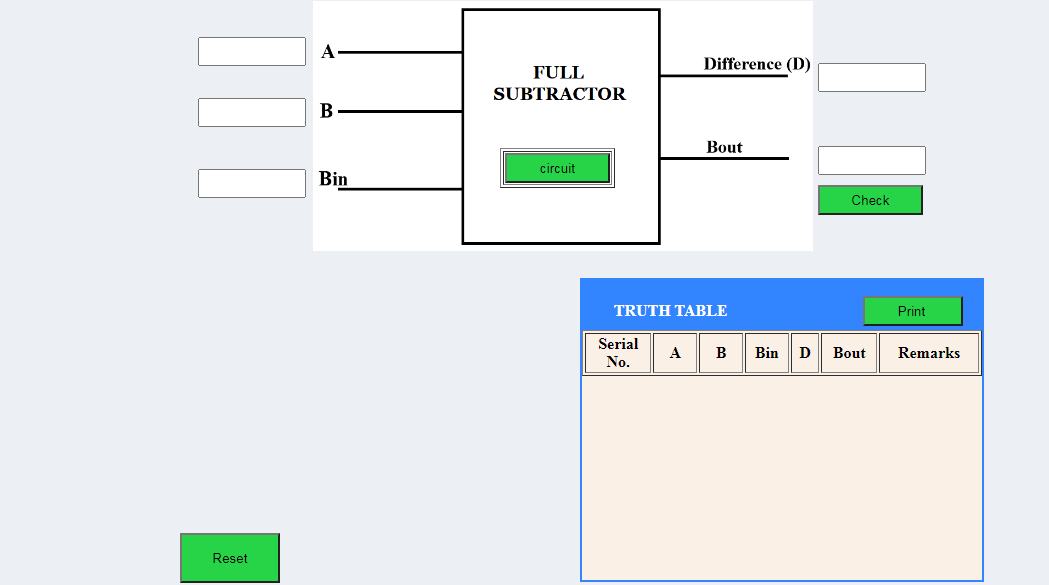 A
B
Bin
FULL
SUBTRACTOR
circuit
Difference (D)
Bout
Check
TRUTH TABLE
Print
Serial
No.
A
B
Bin
D
Bout
Remarks
Reset